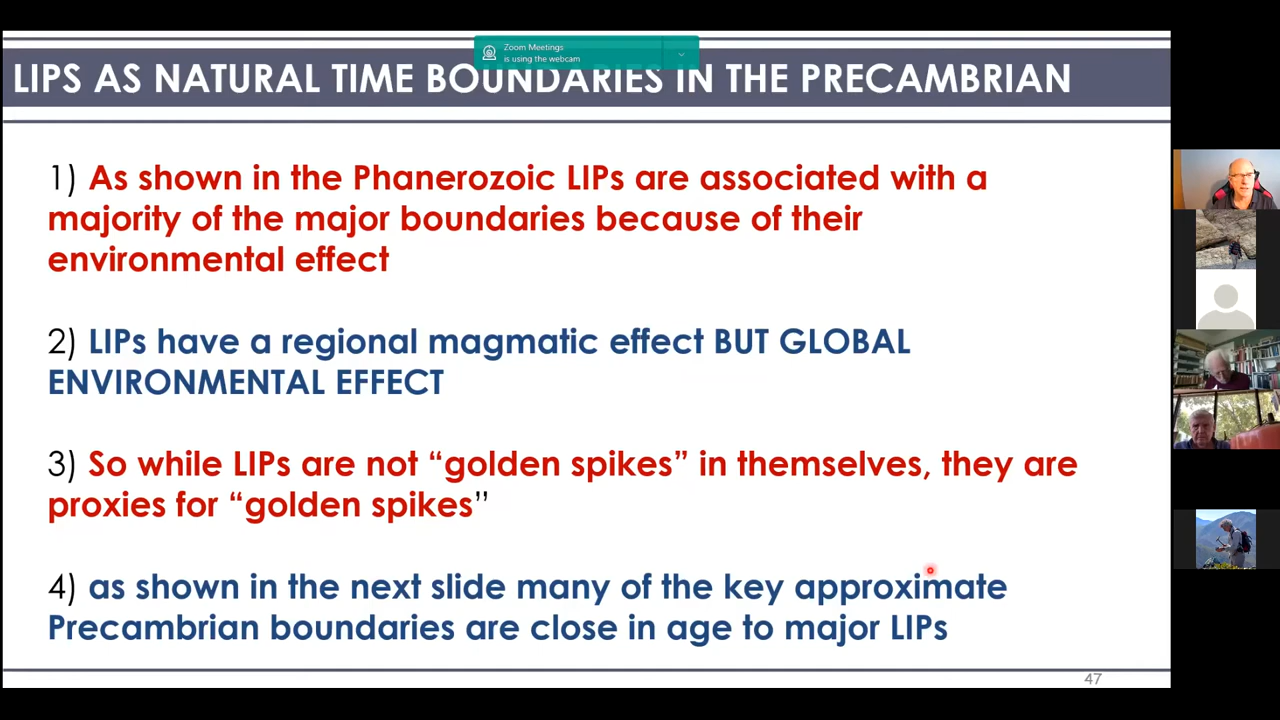 Zoom Meetings
is using the webcam
LIPS AS NATURAL TIME BOUNDARIES IN THE PRECAMBRIAN
1) As shown in the Phanerozoic LIPs are associated with a
majority of the major boundaries because of their
environmental effect
2) LIPs have a regional magmatic effect BUT GLOBAL
ENVIRONMENTAL EFFECT
3) So while LIPs are not “golden spikes” in themselves, they are
proxies for “golden spikes”
4) as shown in the next slide many of the key approximate
Precambrian boundaries are close in age to major LIPs
47